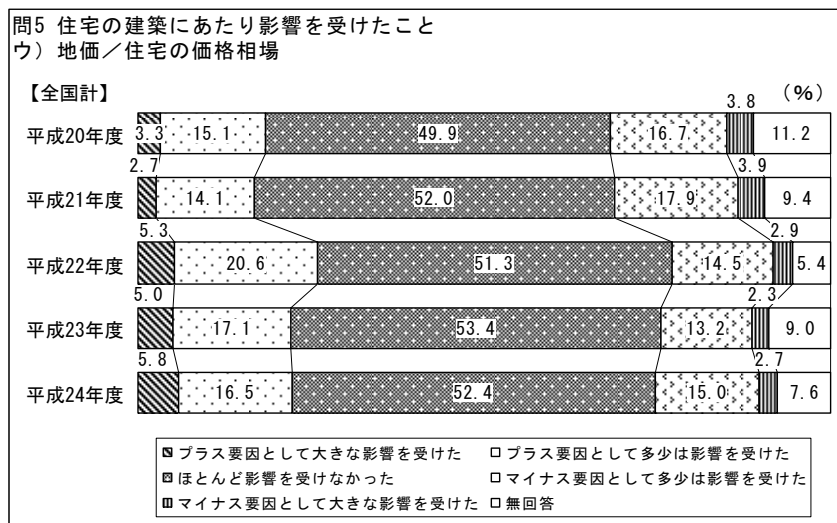 問5 住宅の建築にあたり影響を受けたこと
ウ）地価／住宅の価格相場
【全国計】 （％）
3.8
平成20年度 3.3 15.1 49.9 16.7 11.2
2.7 3.9
平成21年度 14.1 52.0 17.9 9.4
5.3 2.9
平成22年度 20.6 51.3 14.5 5.4
5.0 2.3
平成23年度 17.1 53.4 13.2 9.0
5.8 2.7
平成24年度 16.5 52.4 15.0 7.6
プラス要因として大きな影響を受けた プラス要因として多少は影響を受けた
ほとんど影響を受けなかった マイナス要因として多少は影響を受けた
マイナス要因として大きな影響を受けた 無回答